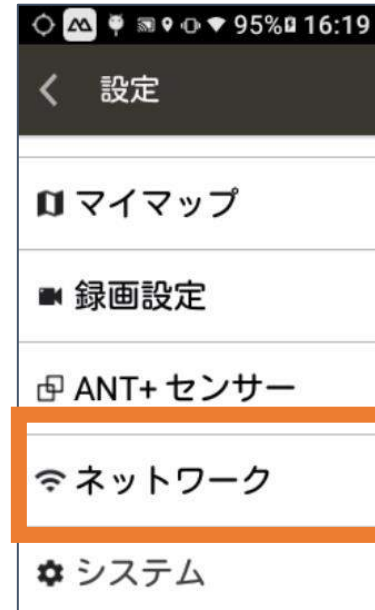 95% 16:19
設定
マイマップ
録画設定
ANT+ センサー
ネットワーク
システム